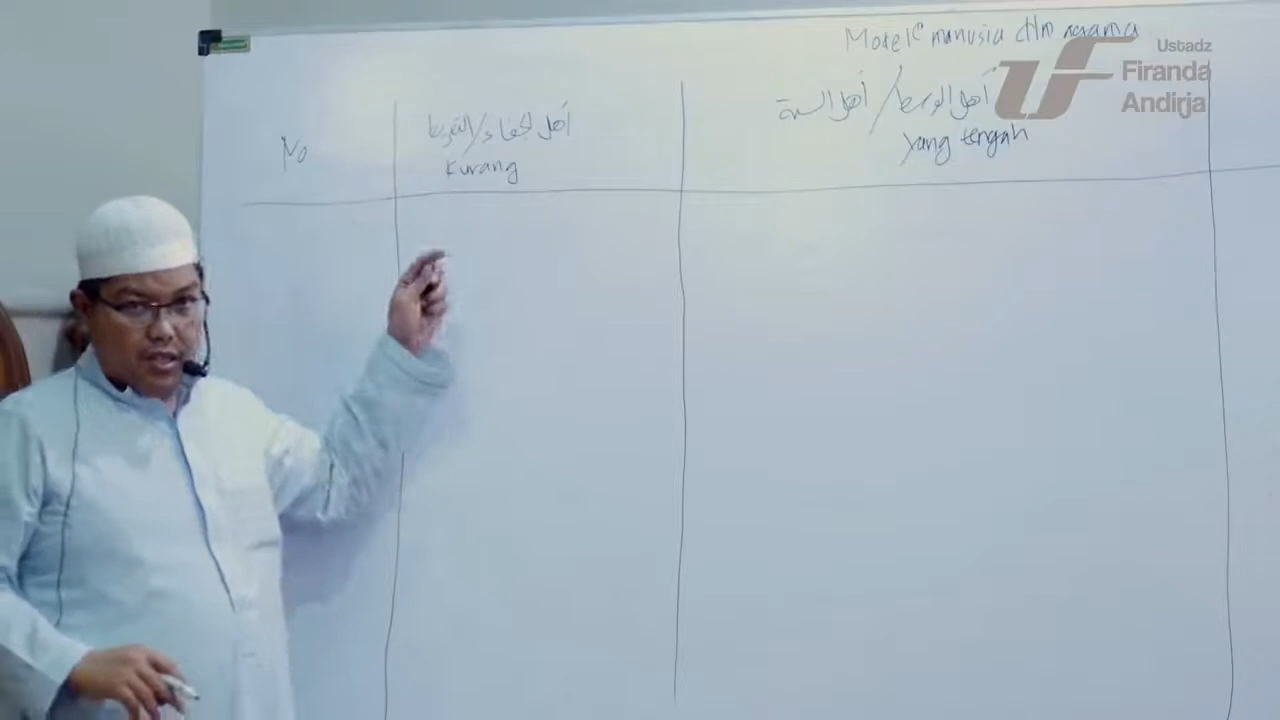 Model² manusia dlm agama
Ustadz
Firanda
Andirja
No
أهل الجفاء/التفريط
Kurang
أهل الوسط/أهل السنة
yang tengah